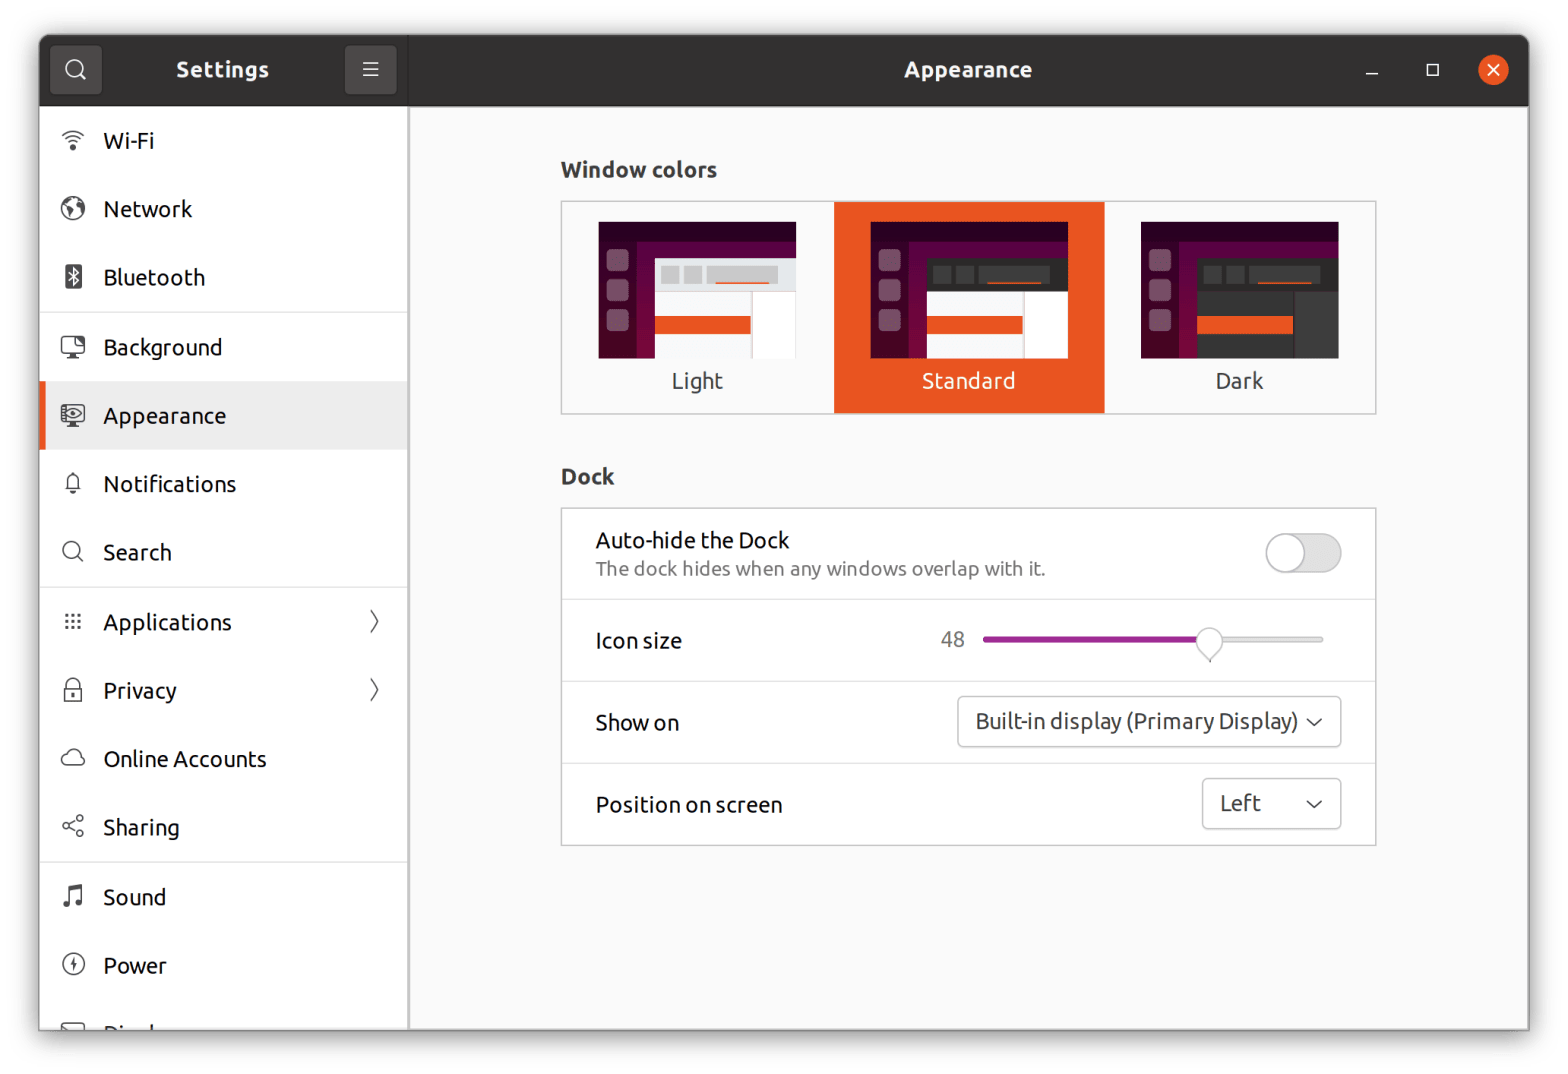 Settings
Appearance
Wi-Fi
Network
Bluetooth
Background
Appearance
Notifications
Search
Applications
Privacy
Online Accounts
Sharing
Sound
Power
Window colors
Light
Standard
Dark
Dock
Auto-hide the Dock
The dock hides when any windows overlap with it.
Icon size
48
Show on
Built-in display (Primary Display)
Position on screen
Left